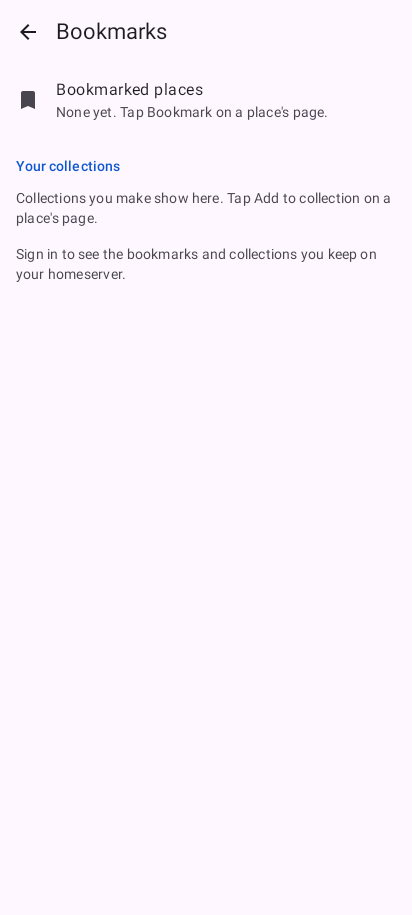 Bookmarks
Bookmarked places
None yet. Tap Bookmark on a place's page.
Your collections
Collections you make show here. Tap Add to collection on a
place's page.
Sign in to see the bookmarks and collections you keep on
your homeserver.